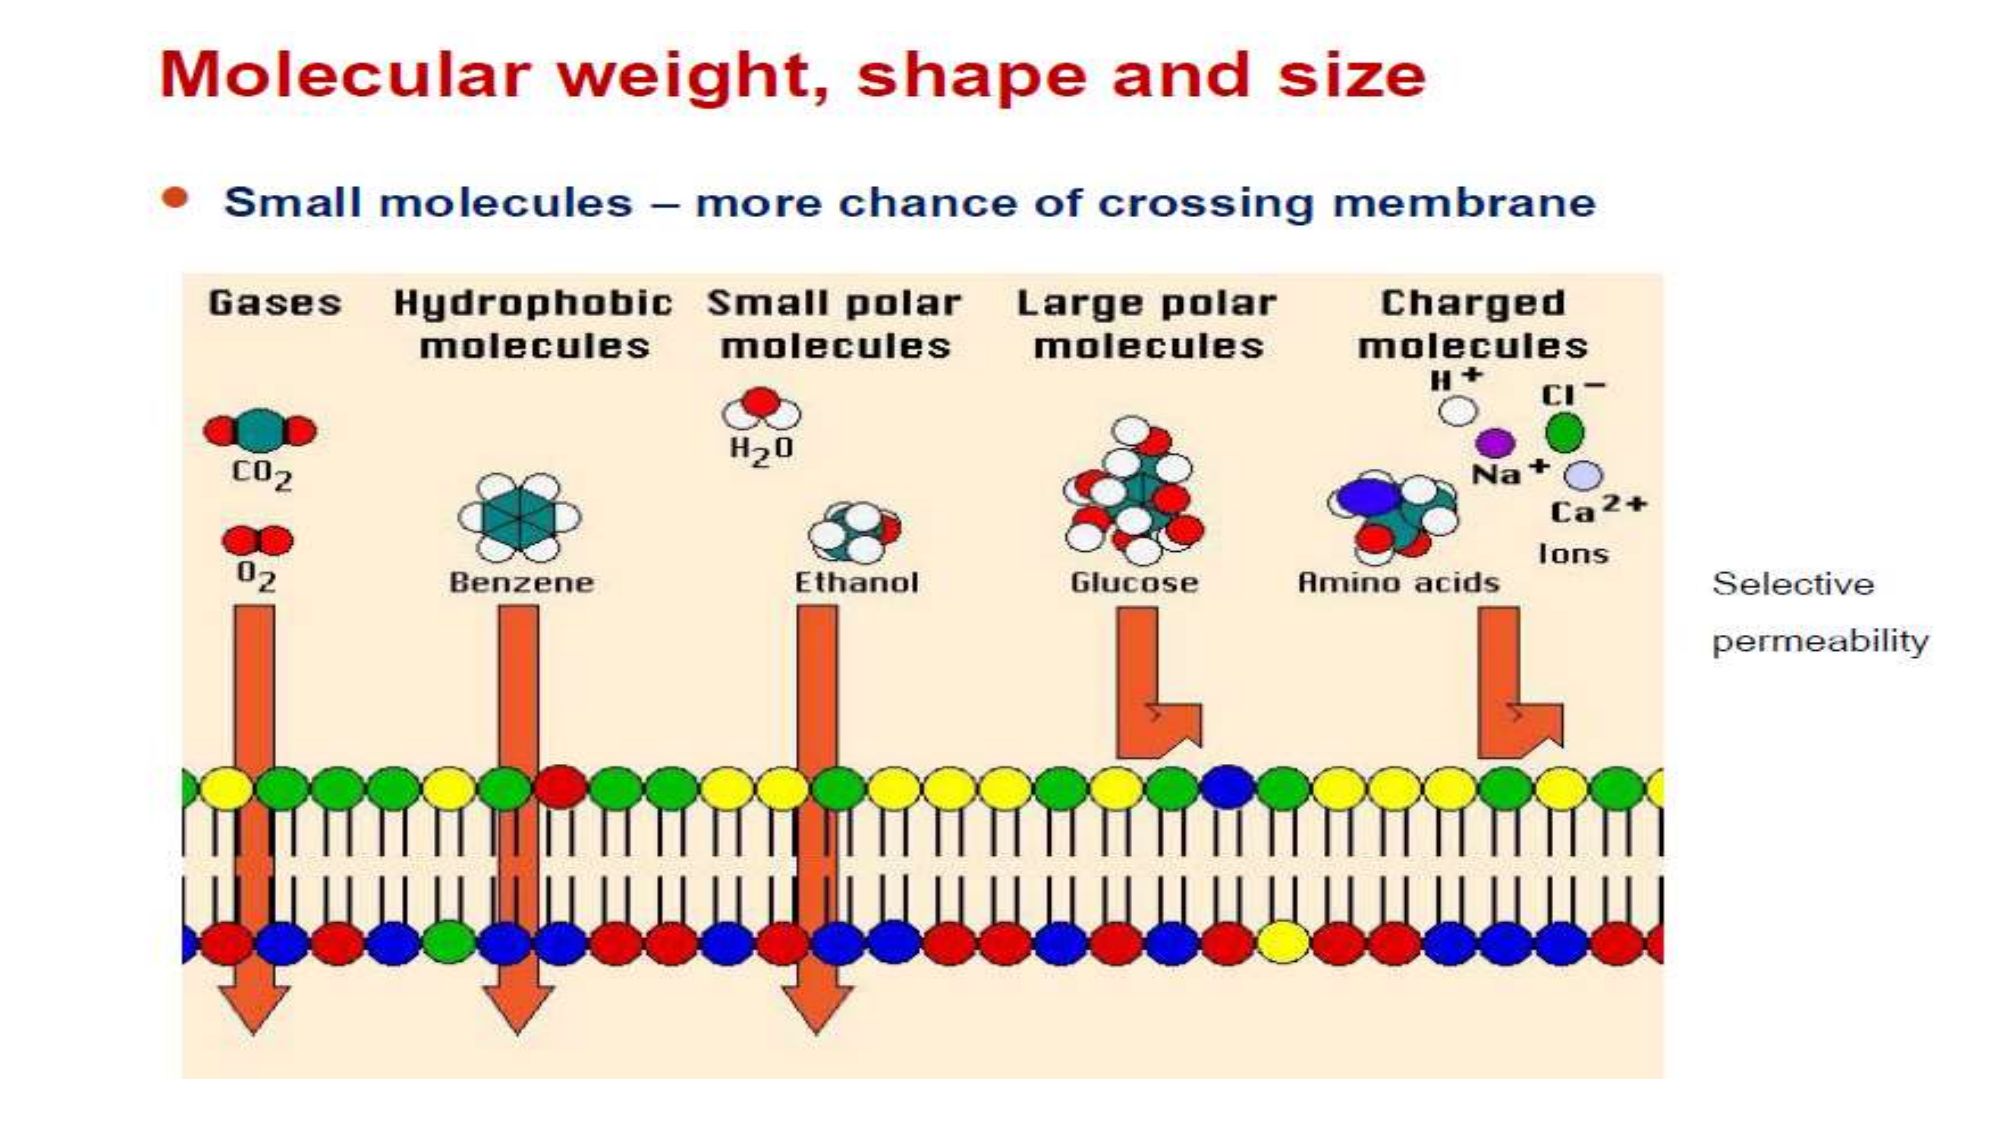 Molecular weight, shape and size
• Small molecules – more chance of crossing membrane
Gases
Hydrophobic
molecules
Small polar
molecules
Large polar
molecules
Charged
molecules
CO₂
O₂
Benzene
H₂O
Ethanol
Glucose
Amino acids
H⁺
Cl⁻
Na⁺
Ca²⁺
Ions
Selective
permeability